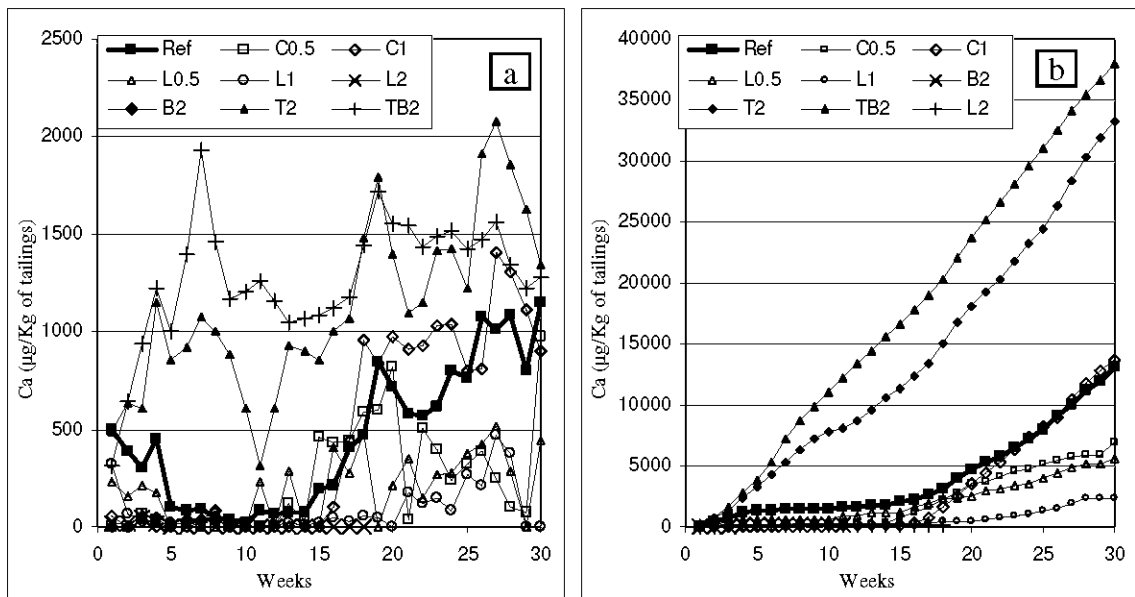 Ref C0.5 C1
L0.5 L1 L2
B2 T2 TB2
a
2500
2000
1500
1000
500
0
Ca (µg/Kg of tailings)
0 5 10 15 20 25 30
Weeks
Ref C0.5 C1
L0.5 L1 B2
T2 TB2 L2
b
40000
35000
30000
25000
20000
15000
10000
5000
0
Ca (µg/Kg of tailings)
0 5 10 15 20 25 30
Weeks